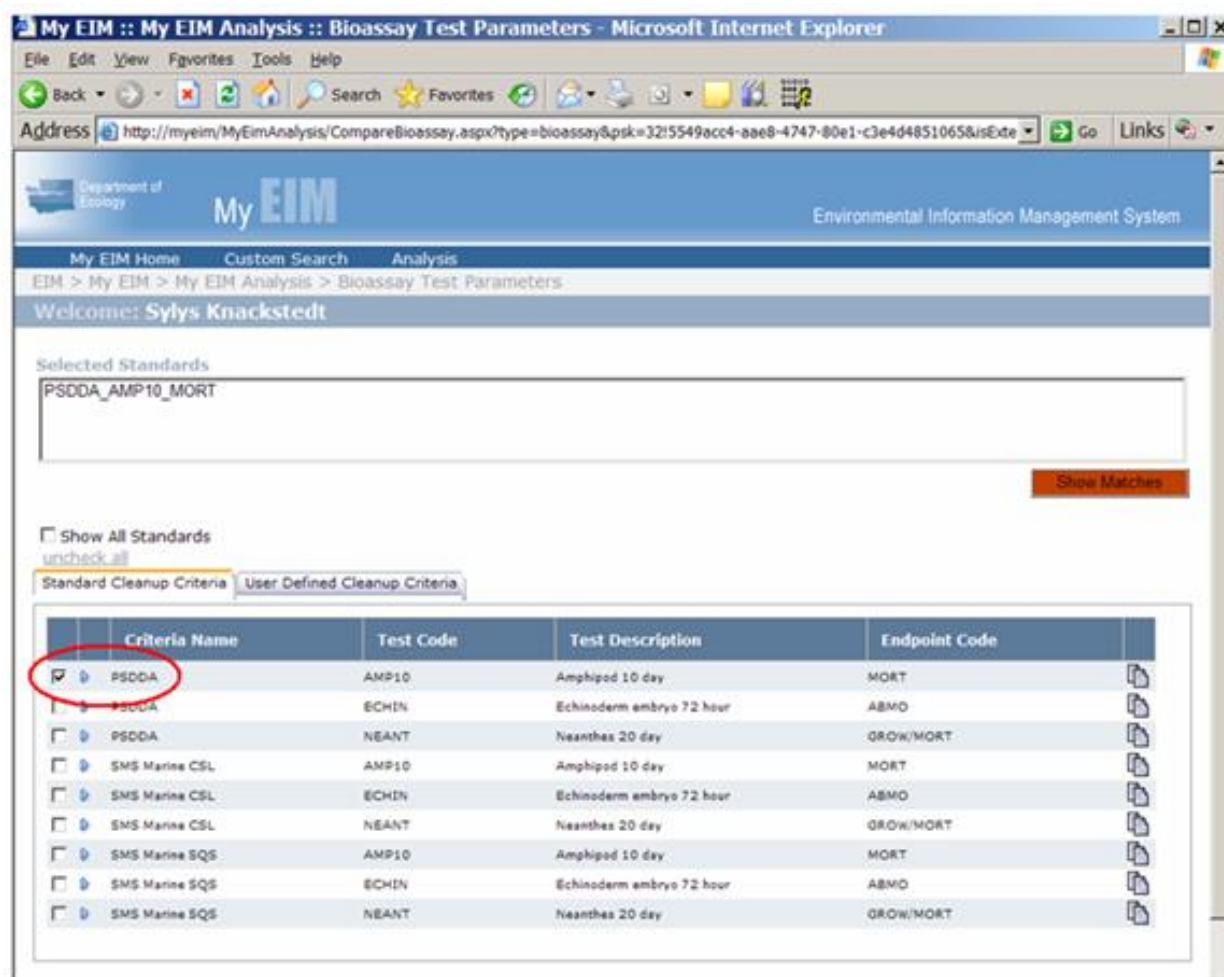 My EIM :: My EIM Analysis :: Bioassay Test Parameters - Microsoft Internet Explorer
File Edit View Favorites Tools Help
Back Search Favorites
Address http://myeim/MyEimAnalysis/CompareBioassay.aspx?type=bioassay&psk=32!5549acc4-aae8-4747-80e1-c3e4d4851065&isExte Go Links
Department of
Ecology
My EIM
Environmental Information Management System
My EIM Home Custom Search Analysis
EIM > My EIM > My EIM Analysis > Bioassay Test Parameters
Welcome: Sylys Knackstedt
Selected Standards
PSDDA_AMP10_MORT
Show Matches
Show All Standards
uncheck all
Standard Cleanup Criteria User Defined Cleanup Criteria
Criteria Name Test Code Test Description Endpoint Code
PSDDA AMP10 Amphipod 10 day MORT
PSDDA ECHIN Echinoderm embryo 72 hour ABMO
PSDDA NEANT Neanthes 20 day GROW/MORT
SMS Marine CSL AMP10 Amphipod 10 day MORT
SMS Marine CSL ECHIN Echinoderm embryo 72 hour ABMO
SMS Marine CSL NEANT Neanthes 20 day GROW/MORT
SMS Marine SQS AMP10 Amphipod 10 day MORT
SMS Marine SQS ECHIN Echinoderm embryo 72 hour ABMO
SMS Marine SQS NEANT Neanthes 20 day GROW/MORT